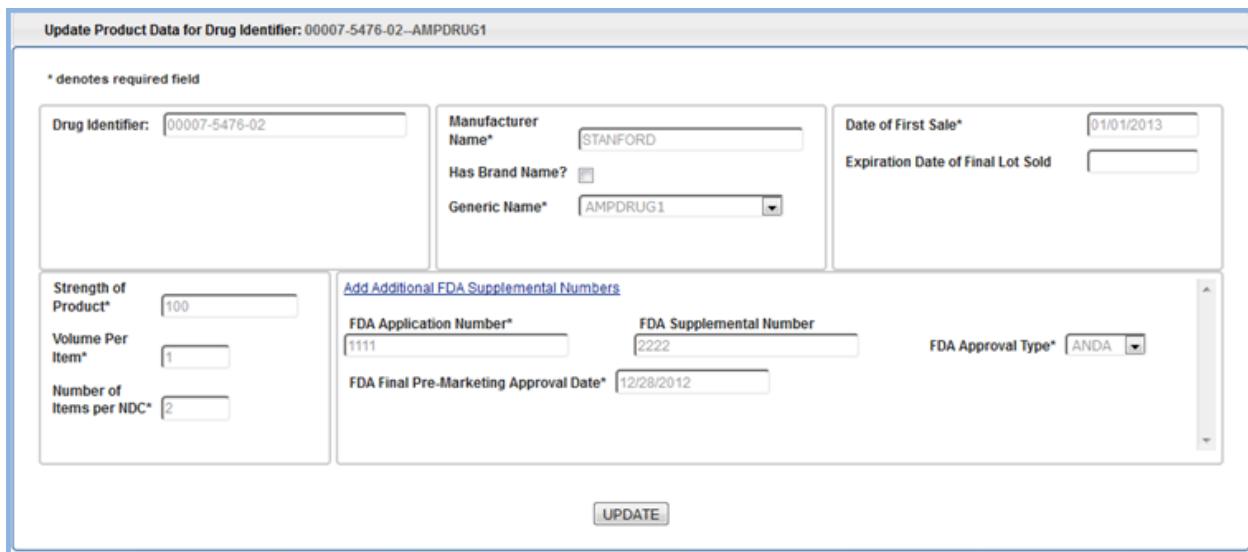 Update Product Data for Drug Identifier: 00007-5476-02--AMPDRUG1
* denotes required field
Drug Identifier: 00007-5476-02
Manufacturer
Name* STANFORD
Has Brand Name?
Generic Name* AMPDRUG1
Date of First Sale* 01/01/2013
Expiration Date of Final Lot Sold
Strength of
Product* 100
Volume Per
Item* 1
Number of
Items per NDC* 2
Add Additional FDA Supplemental Numbers
FDA Application Number* FDA Supplemental Number
1111 2222 FDA Approval Type* ANDA
FDA Final Pre-Marketing Approval Date* 12/28/2012
UPDATE